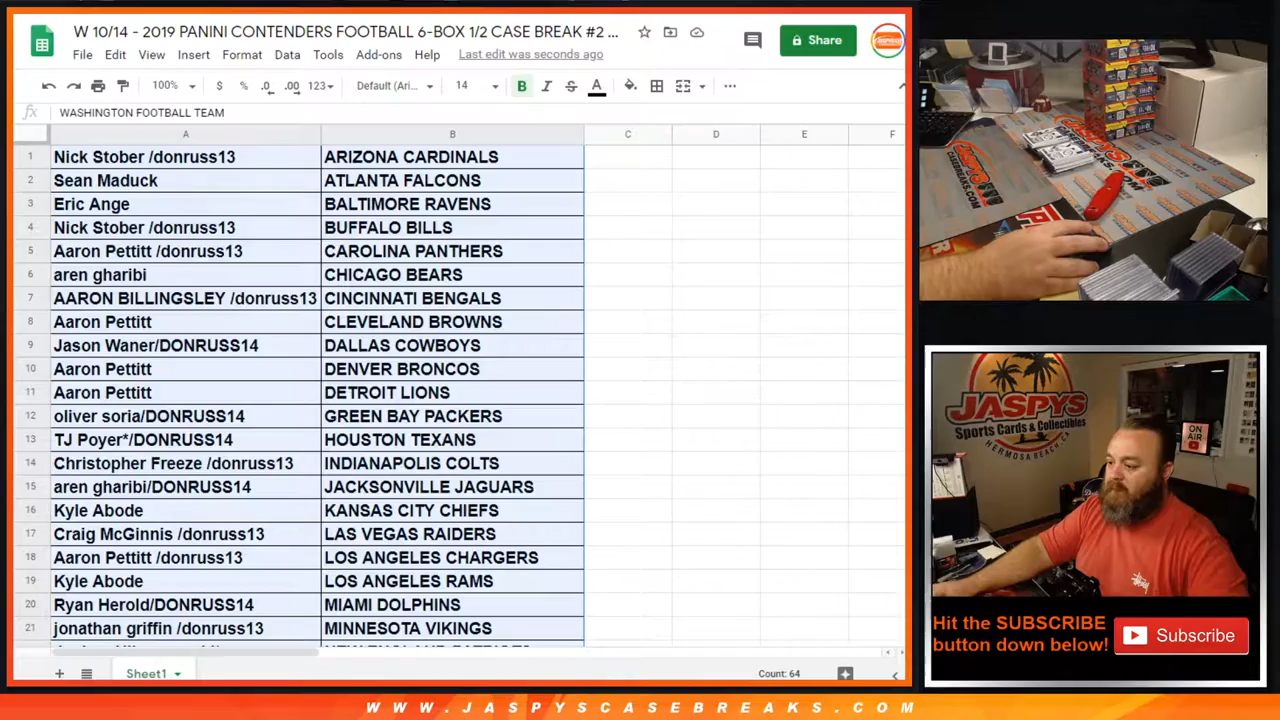 W 10/14 - 2019 PANINI CONTENDERS FOOTBALL 6-BOX 1/2 CASE BREAK #2 ...
File Edit View Insert Format Data Tools Add-ons Help Last edit was seconds ago
Share
100% $ % .0 .00 123 Default (Ari... 14 B I S A
fx WASHINGTON FOOTBALL TEAM
A B C D E F
1 Nick Stober /donruss13 ARIZONA CARDINALS
2 Sean Maduck ATLANTA FALCONS
3 Eric Ange BALTIMORE RAVENS
4 Nick Stober /donruss13 BUFFALO BILLS
5 Aaron Pettitt /donruss13 CAROLINA PANTHERS
6 aren gharibi CHICAGO BEARS
7 AARON BILLINGSLEY /donruss13 CINCINNATI BENGALS
8 Aaron Pettitt CLEVELAND BROWNS
9 Jason Waner/DONRUSS14 DALLAS COWBOYS
10 Aaron Pettitt DENVER BRONCOS
11 Aaron Pettitt DETROIT LIONS
12 oliver soria/DONRUSS14 GREEN BAY PACKERS
13 TJ Poyer*/DONRUSS14 HOUSTON TEXANS
14 Christopher Freeze /donruss13 INDIANAPOLIS COLTS
15 aren gharibi/DONRUSS14 JACKSONVILLE JAGUARS
16 Kyle Abode KANSAS CITY CHIEFS
17 Craig McGinnis /donruss13 LAS VEGAS RAIDERS
18 Aaron Pettitt /donruss13 LOS ANGELES CHARGERS
19 Kyle Abode LOS ANGELES RAMS
20 Ryan Herold/DONRUSS14 MIAMI DOLPHINS
21 jonathan griffin /donruss13 MINNESOTA VIKINGS
Sheet1
Count: 64
CASEBREAKS.COM
JASPYS
Sports Cards & Collectibles
HERMOSA BEACH, CA
ON AIR
Hit the SUBSCRIBE
button down below!
Subscribe
WWW.JASPYSCASEBREAKS.COM